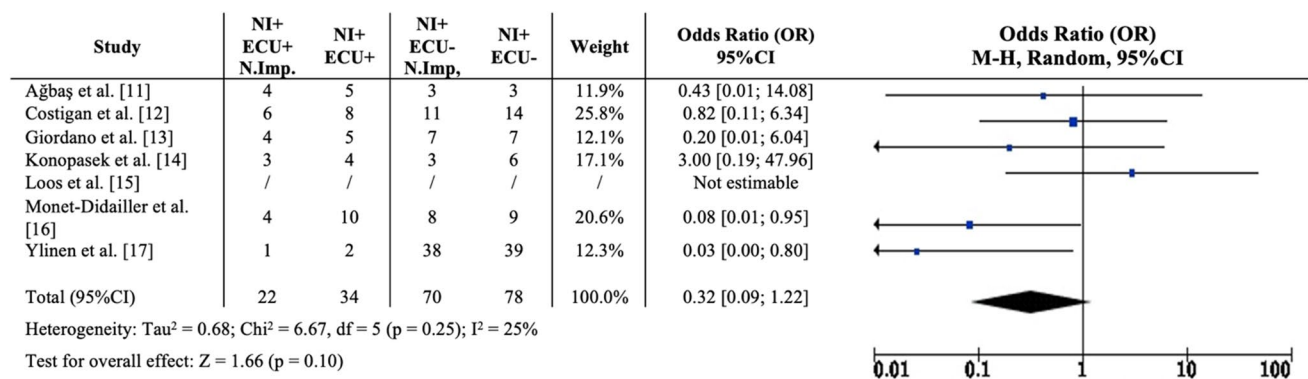 Study NI+ ECU+ N.Imp. NI+ ECU+ NI+ ECU- N.Imp, NI+ ECU- Weight Odds Ratio (OR) 95%CI Odds Ratio (OR) M-H, Random, 95%CI
Ağbaş et al. [11] 4 5 3 3 11.9% 0.43 [0.01; 14.08]
Costigan et al. [12] 6 8 11 14 25.8% 0.82 [0.11; 6.34]
Giordano et al. [13] 4 5 7 7 12.1% 0.20 [0.01; 6.04]
Konopasek et al. [14] 3 4 3 6 17.1% 3.00 [0.19; 47.96]
Loos et al. [15] / / / / / Not estimable
Monet-Didailler et al. [16] 4 10 8 9 20.6% 0.08 [0.01; 0.95]
Ylinen et al. [17] 1 2 38 39 12.3% 0.03 [0.00; 0.80]
Total (95%CI) 22 34 70 78 100.0% 0.32 [0.09; 1.22]
Heterogeneity: Tau² = 0.68; Chi² = 6.67, df = 5 (p = 0.25); I² = 25%
Test for overall effect: Z = 1.66 (p = 0.10)
0.01 0.1 1 10 100